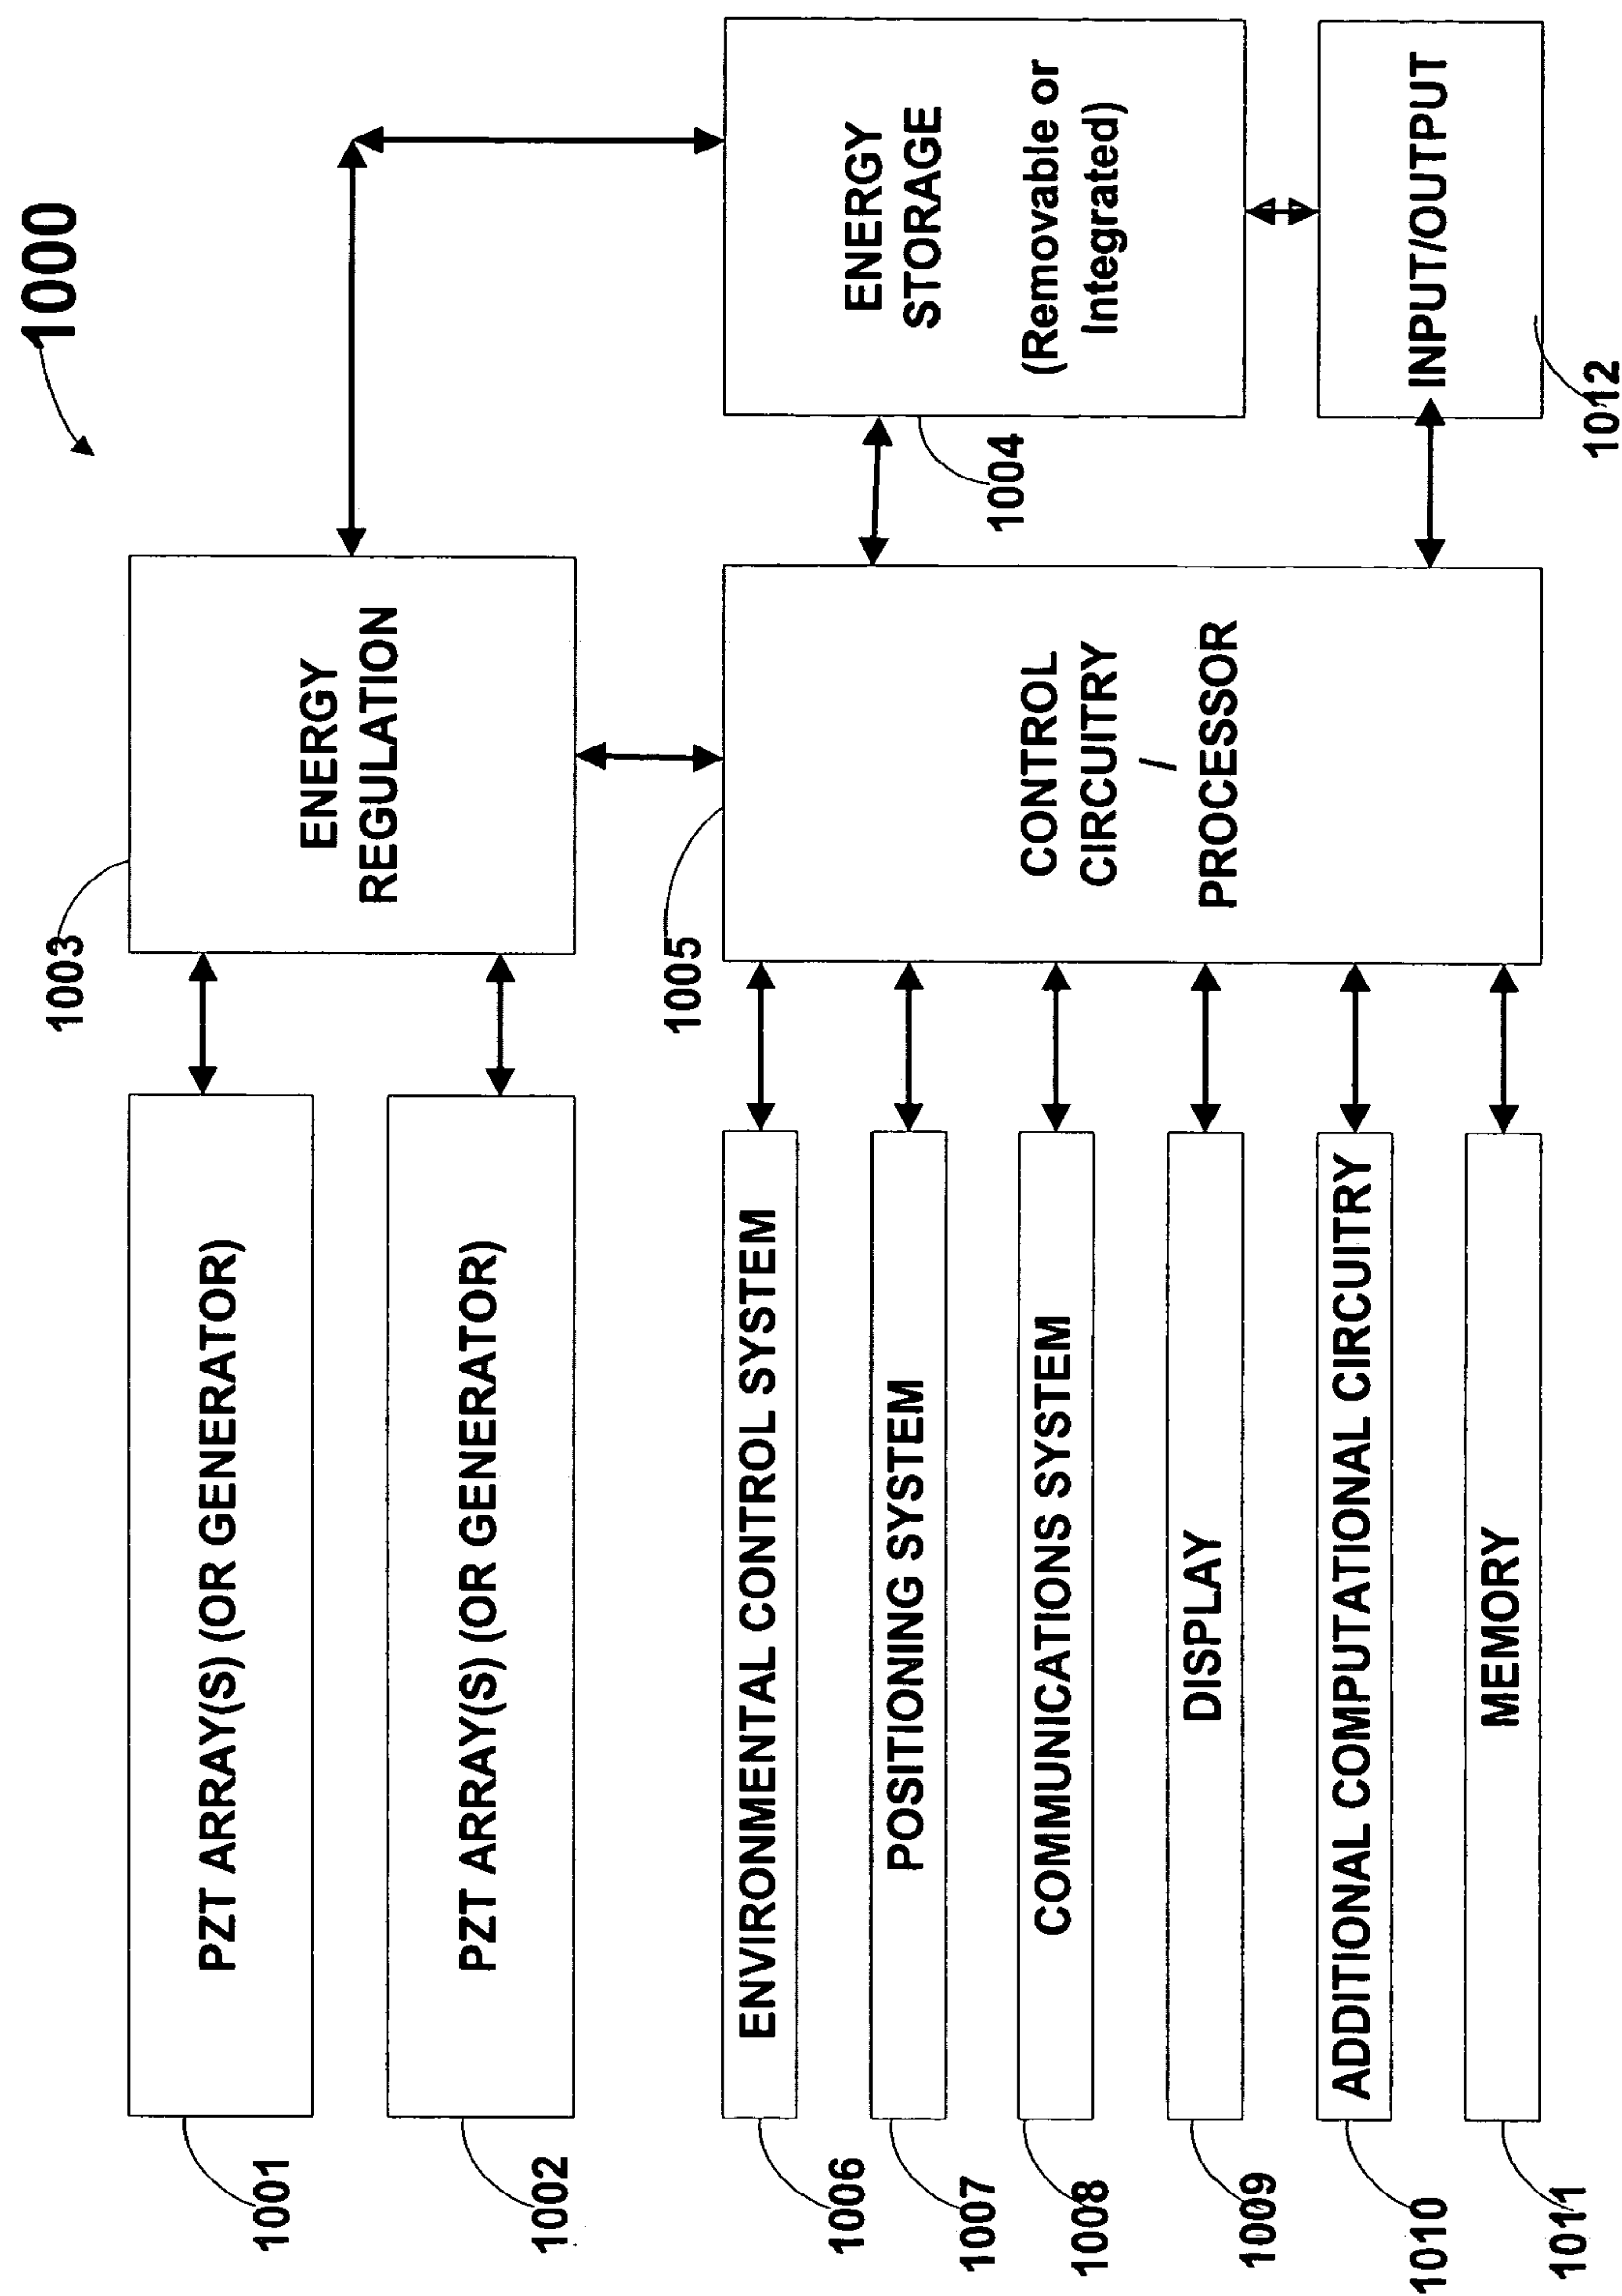 1000
1001
PZT ARRAY(S) (OR GENERATOR)
1002
PZT ARRAY(S) (OR GENERATOR)
1003
ENERGY
REGULATION
1006
ENVIRONMENTAL CONTROL SYSTEM
1007
POSITIONING SYSTEM
1008
COMMUNICATIONS SYSTEM
1009
DISPLAY
1010
ADDITIONAL COMPUTATIONAL CIRCUITRY
1011
MEMORY
1005
CONTROL
CIRCUITRY
/
PROCESSOR
1004
ENERGY
STORAGE
(Removable or
Integrated)
INPUT/OUTPUT
1012